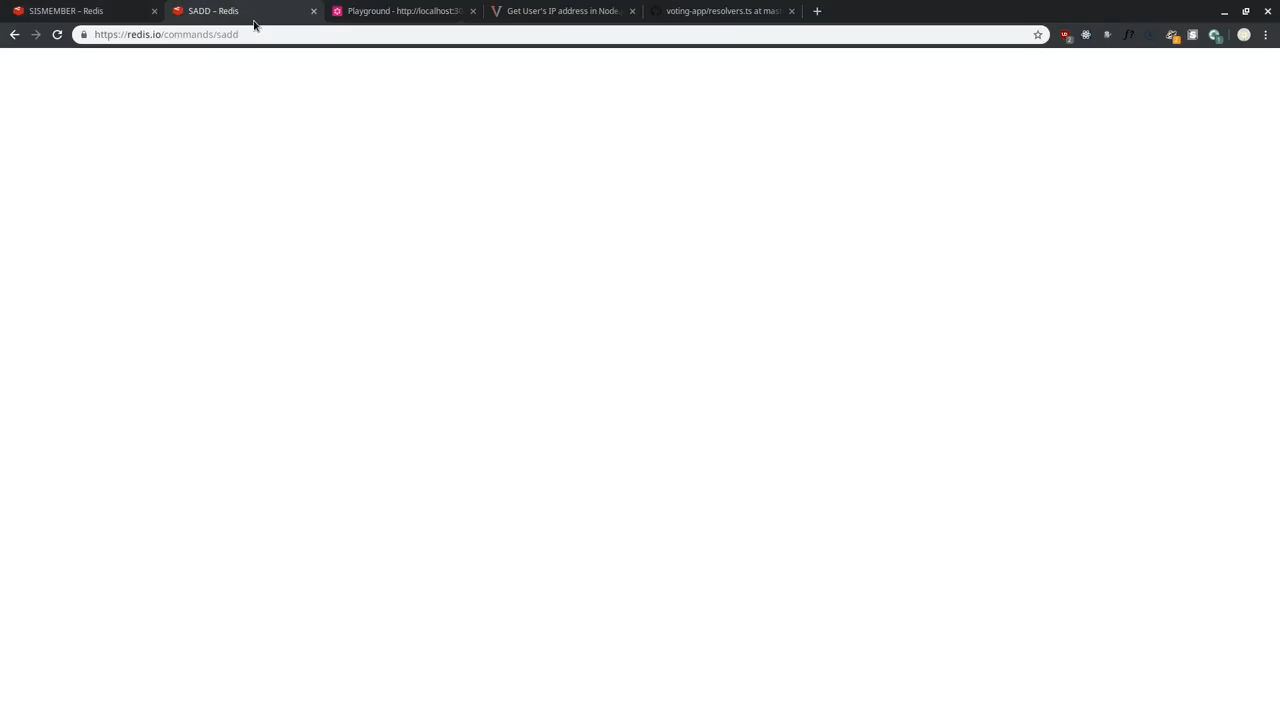 SISMEMBER – Redis
SADD – Redis
Playground - http://localhost:30
Get User's IP address in Node.
voting-app/resolvers.ts at mas
https://redis.io/commands/sadd
f?